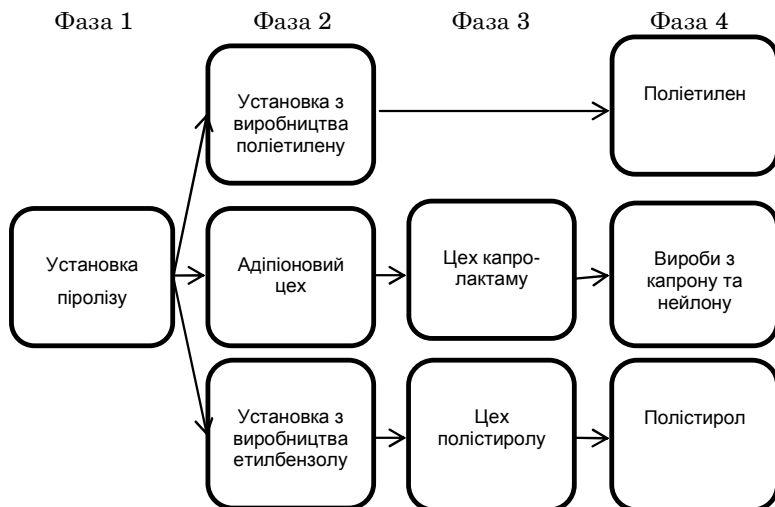 Фаза 1
Фаза 2
Фаза 3
Фаза 4
Установка з
виробництва
поліетилену
Поліетилен
Установка
піролізу
Адіпіоновий
цех
Цех капро-
лактаму
Вироби з
капрону та
нейлону
Установка з
виробництва
етилбензолу
Цех
полістиролу
Полістирол